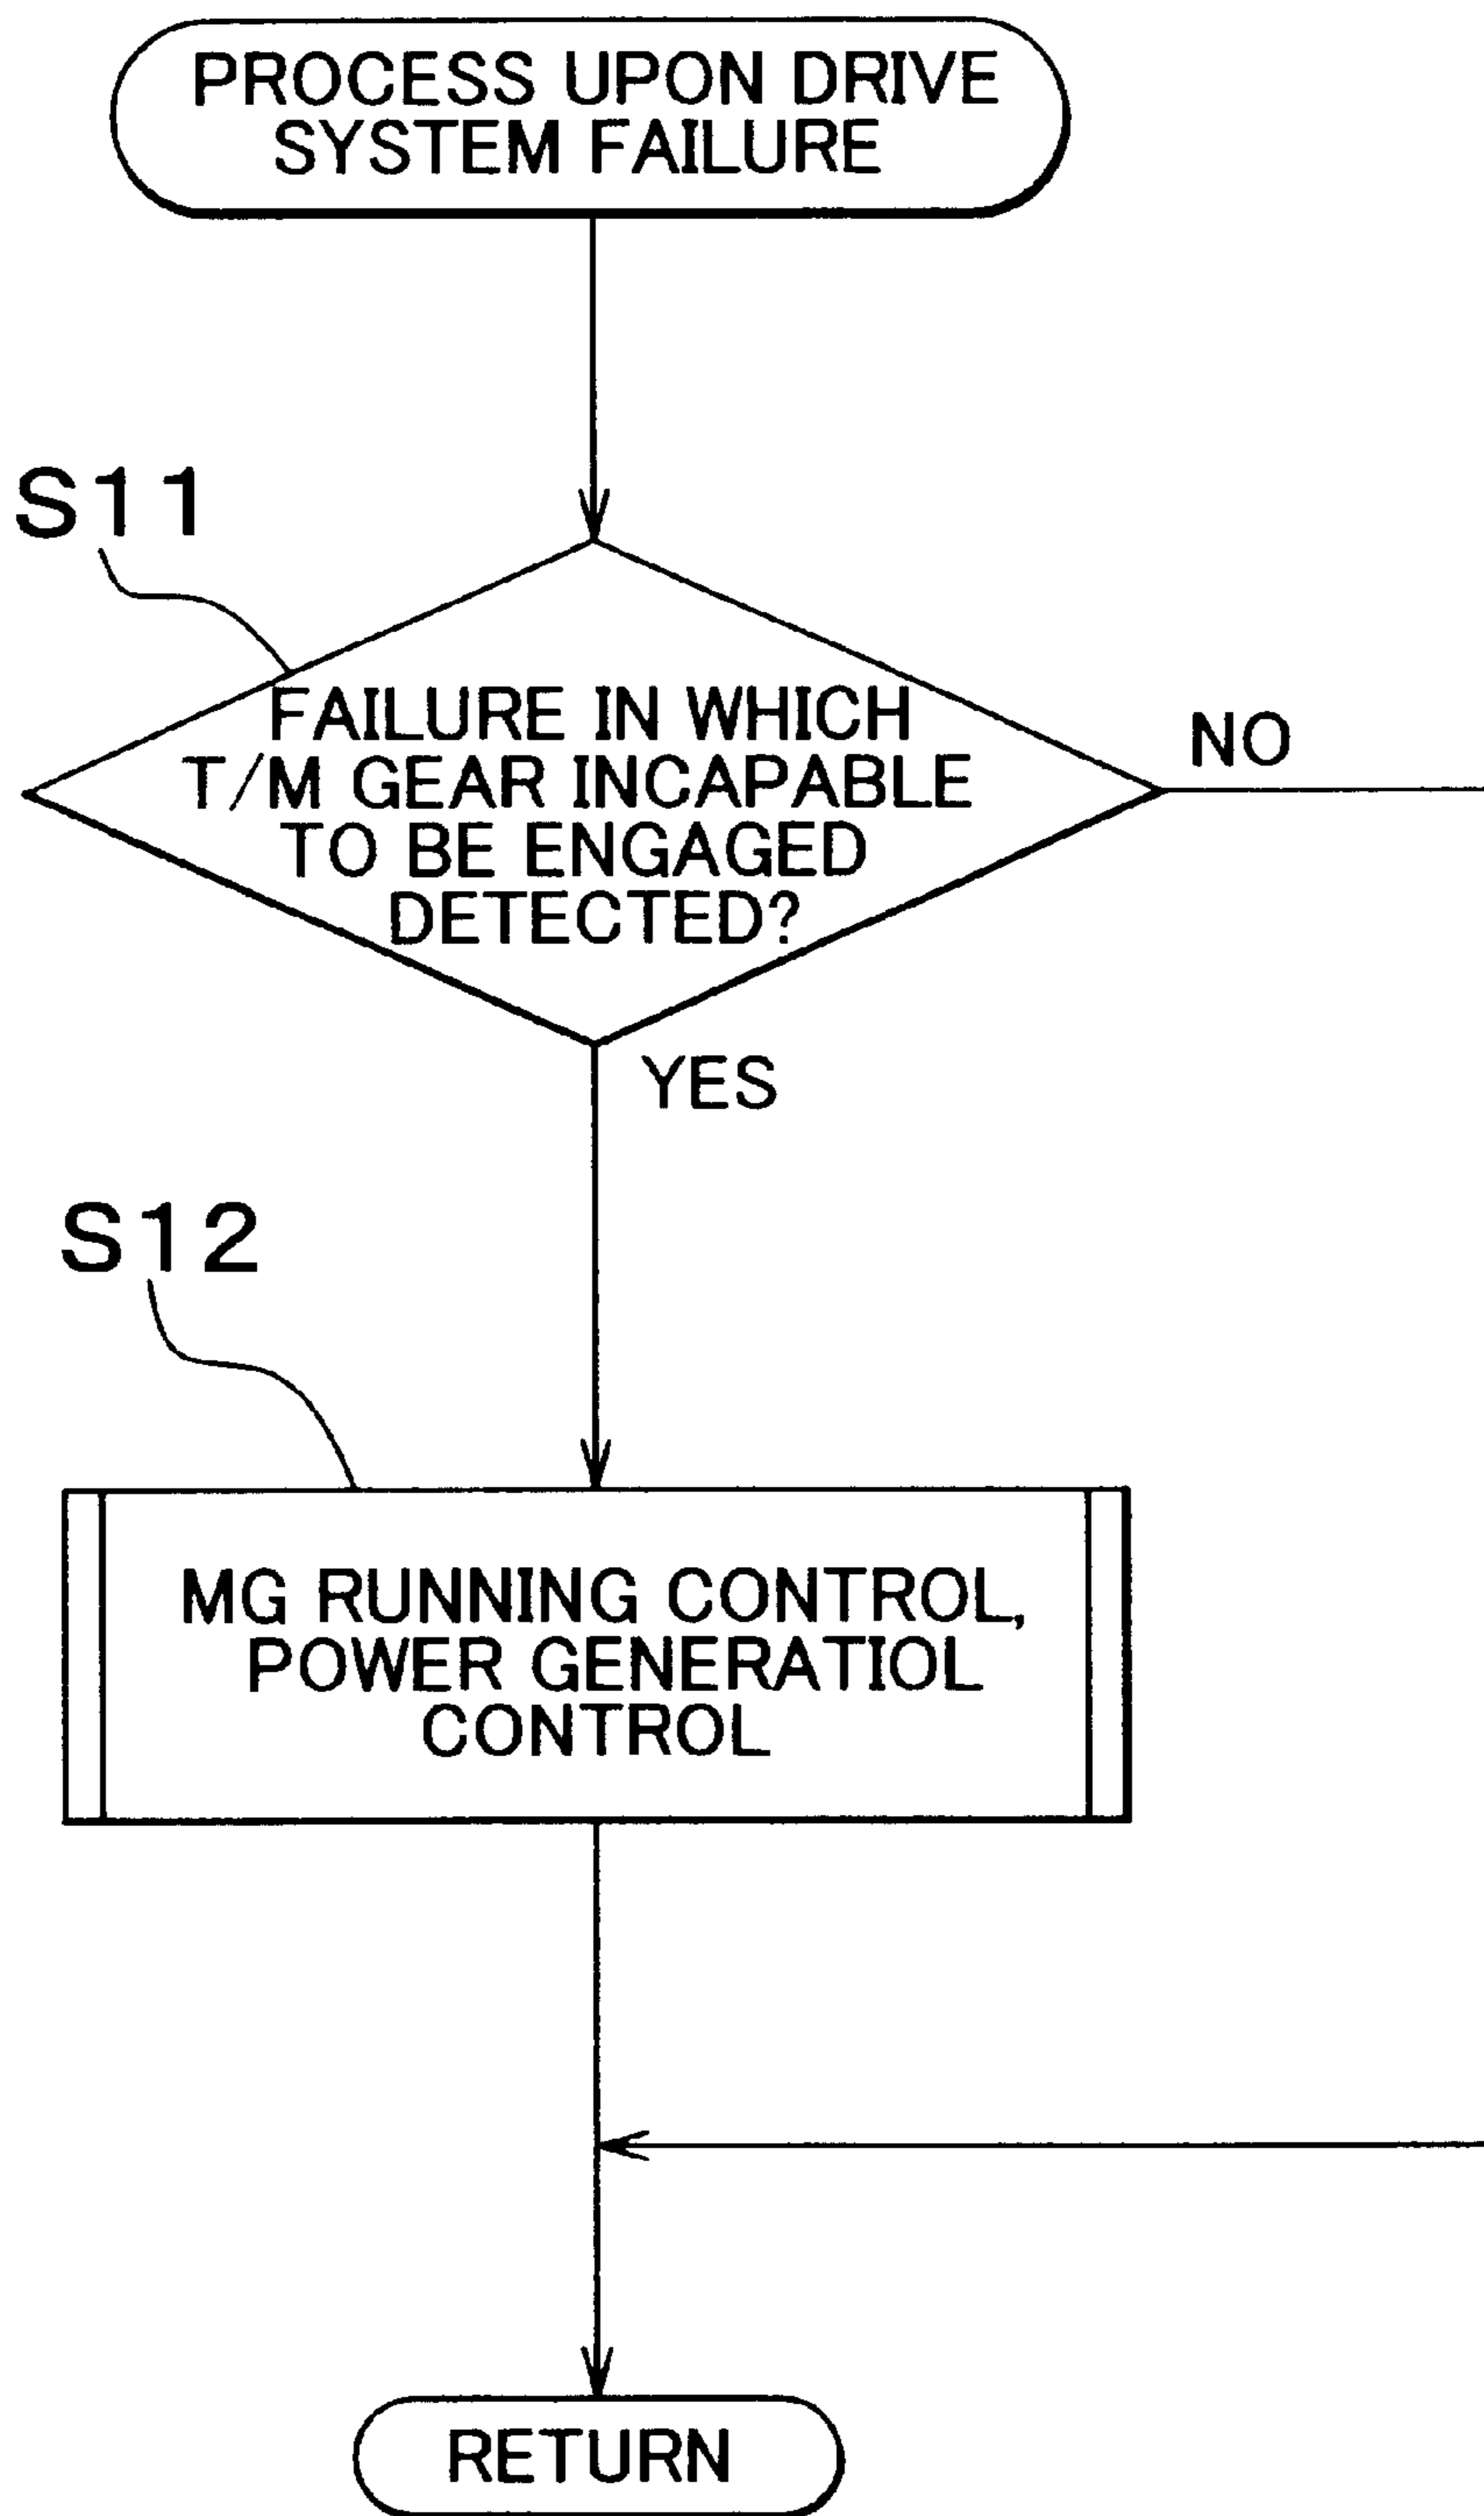 PROCESS UPON DRIVE
SYSTEM FAILURE
S11
FAILURE IN WHICH
T/M GEAR INCAPABLE
TO BE ENGAGED
DETECTED?
NO
YES
S12
MG RUNNING CONTROL,
POWER GENERATIOL
CONTROL
RETURN